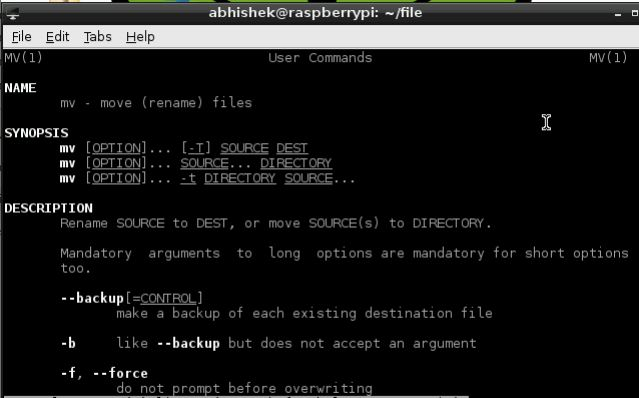 abhishek@raspberrypi: ~/file
File Edit Tabs Help
MV(1) User Commands MV(1)
NAME
mv - move (rename) files
SYNOPSIS
mv [OPTION]... [-T] SOURCE DEST
mv [OPTION]... SOURCE... DIRECTORY
mv [OPTION]... -t DIRECTORY SOURCE...
DESCRIPTION
Rename SOURCE to DEST, or move SOURCE(s) to DIRECTORY.
Mandatory arguments to long options are mandatory for short options
too.
--backup[=CONTROL]
make a backup of each existing destination file
-b like --backup but does not accept an argument
-f, --force
do not prompt before overwriting